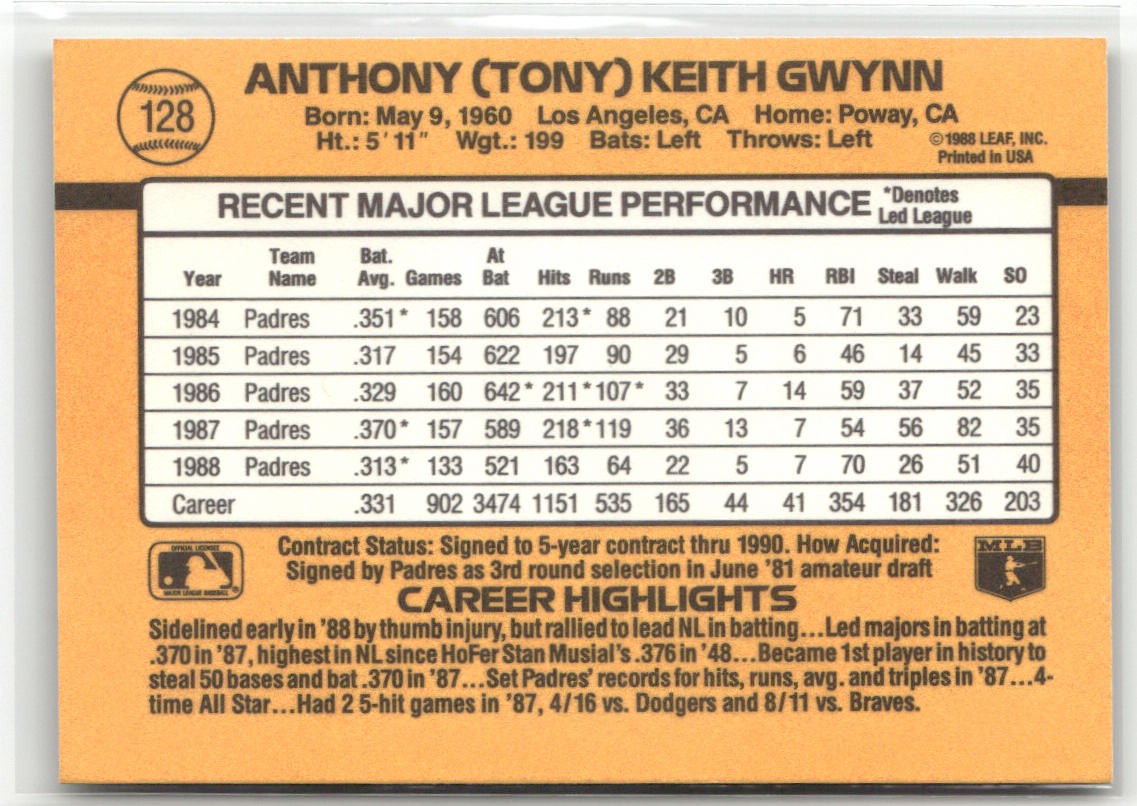 128
ANTHONY (TONY) KEITH GWYNN
Born: May 9, 1960 Los Angeles, CA Home: Poway, CA
Ht.: 5' 11" Wgt.: 199 Bats: Left Throws: Left
©1988 LEAF, INC.
Printed in USA
RECENT MAJOR LEAGUE PERFORMANCE *Denotes Led League
Year Team Name Bat. Avg. Games At Bat Hits Runs 2B 3B HR RBI Steal Walk SO
1984 Padres .351* 158 606 213* 88 21 10 5 71 33 59 23
1985 Padres .317 154 622 197 90 29 5 6 46 14 45 33
1986 Padres .329 160 642* 211* 107* 33 7 14 59 37 52 35
1987 Padres .370* 157 589 218* 119 36 13 7 54 56 82 35
1988 Padres .313* 133 521 163 64 22 5 7 70 26 51 40
Career .331 902 3474 1151 535 165 44 41 354 181 326 203
OFFICIAL LICENSEE
MAJOR LEAGUE BASEBALL
®
Contract Status: Signed to 5-year contract thru 1990. How Acquired:
Signed by Padres as 3rd round selection in June '81 amateur draft
MLB
CAREER HIGHLIGHTS
Sidelined early in '88 by thumb injury, but rallied to lead NL in batting...Led majors in batting at
.370 in '87, highest in NL since HoFer Stan Musial's .376 in '48...Became 1st player in history to
steal 50 bases and bat .370 in '87...Set Padres' records for hits, runs, avg. and triples in '87...4-
time All Star...Had 2 5-hit games in '87, 4/16 vs. Dodgers and 8/11 vs. Braves.